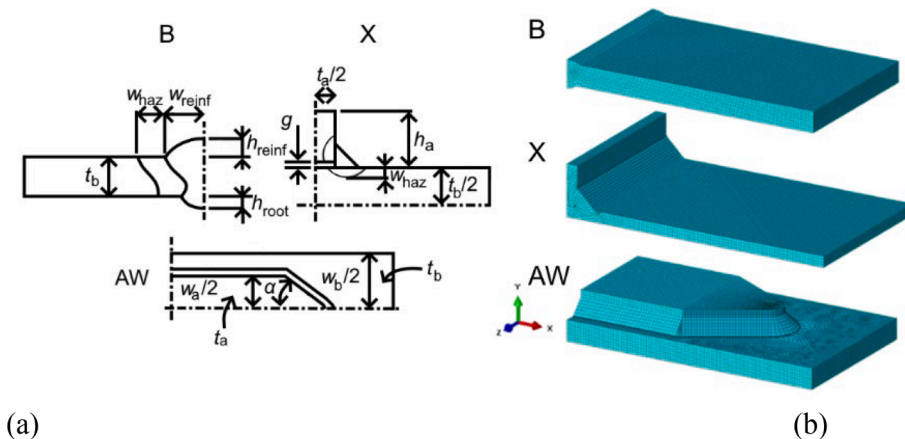 B
X
t_a/2
w_haz
w_reinf
g
h_reinf
h_a
t_b
w_haz
t_b/2
h_root
AW
w_a/2
α
w_b/2
t_b
t_a
B
X
AW
Y
Z
X
(a)
(b)